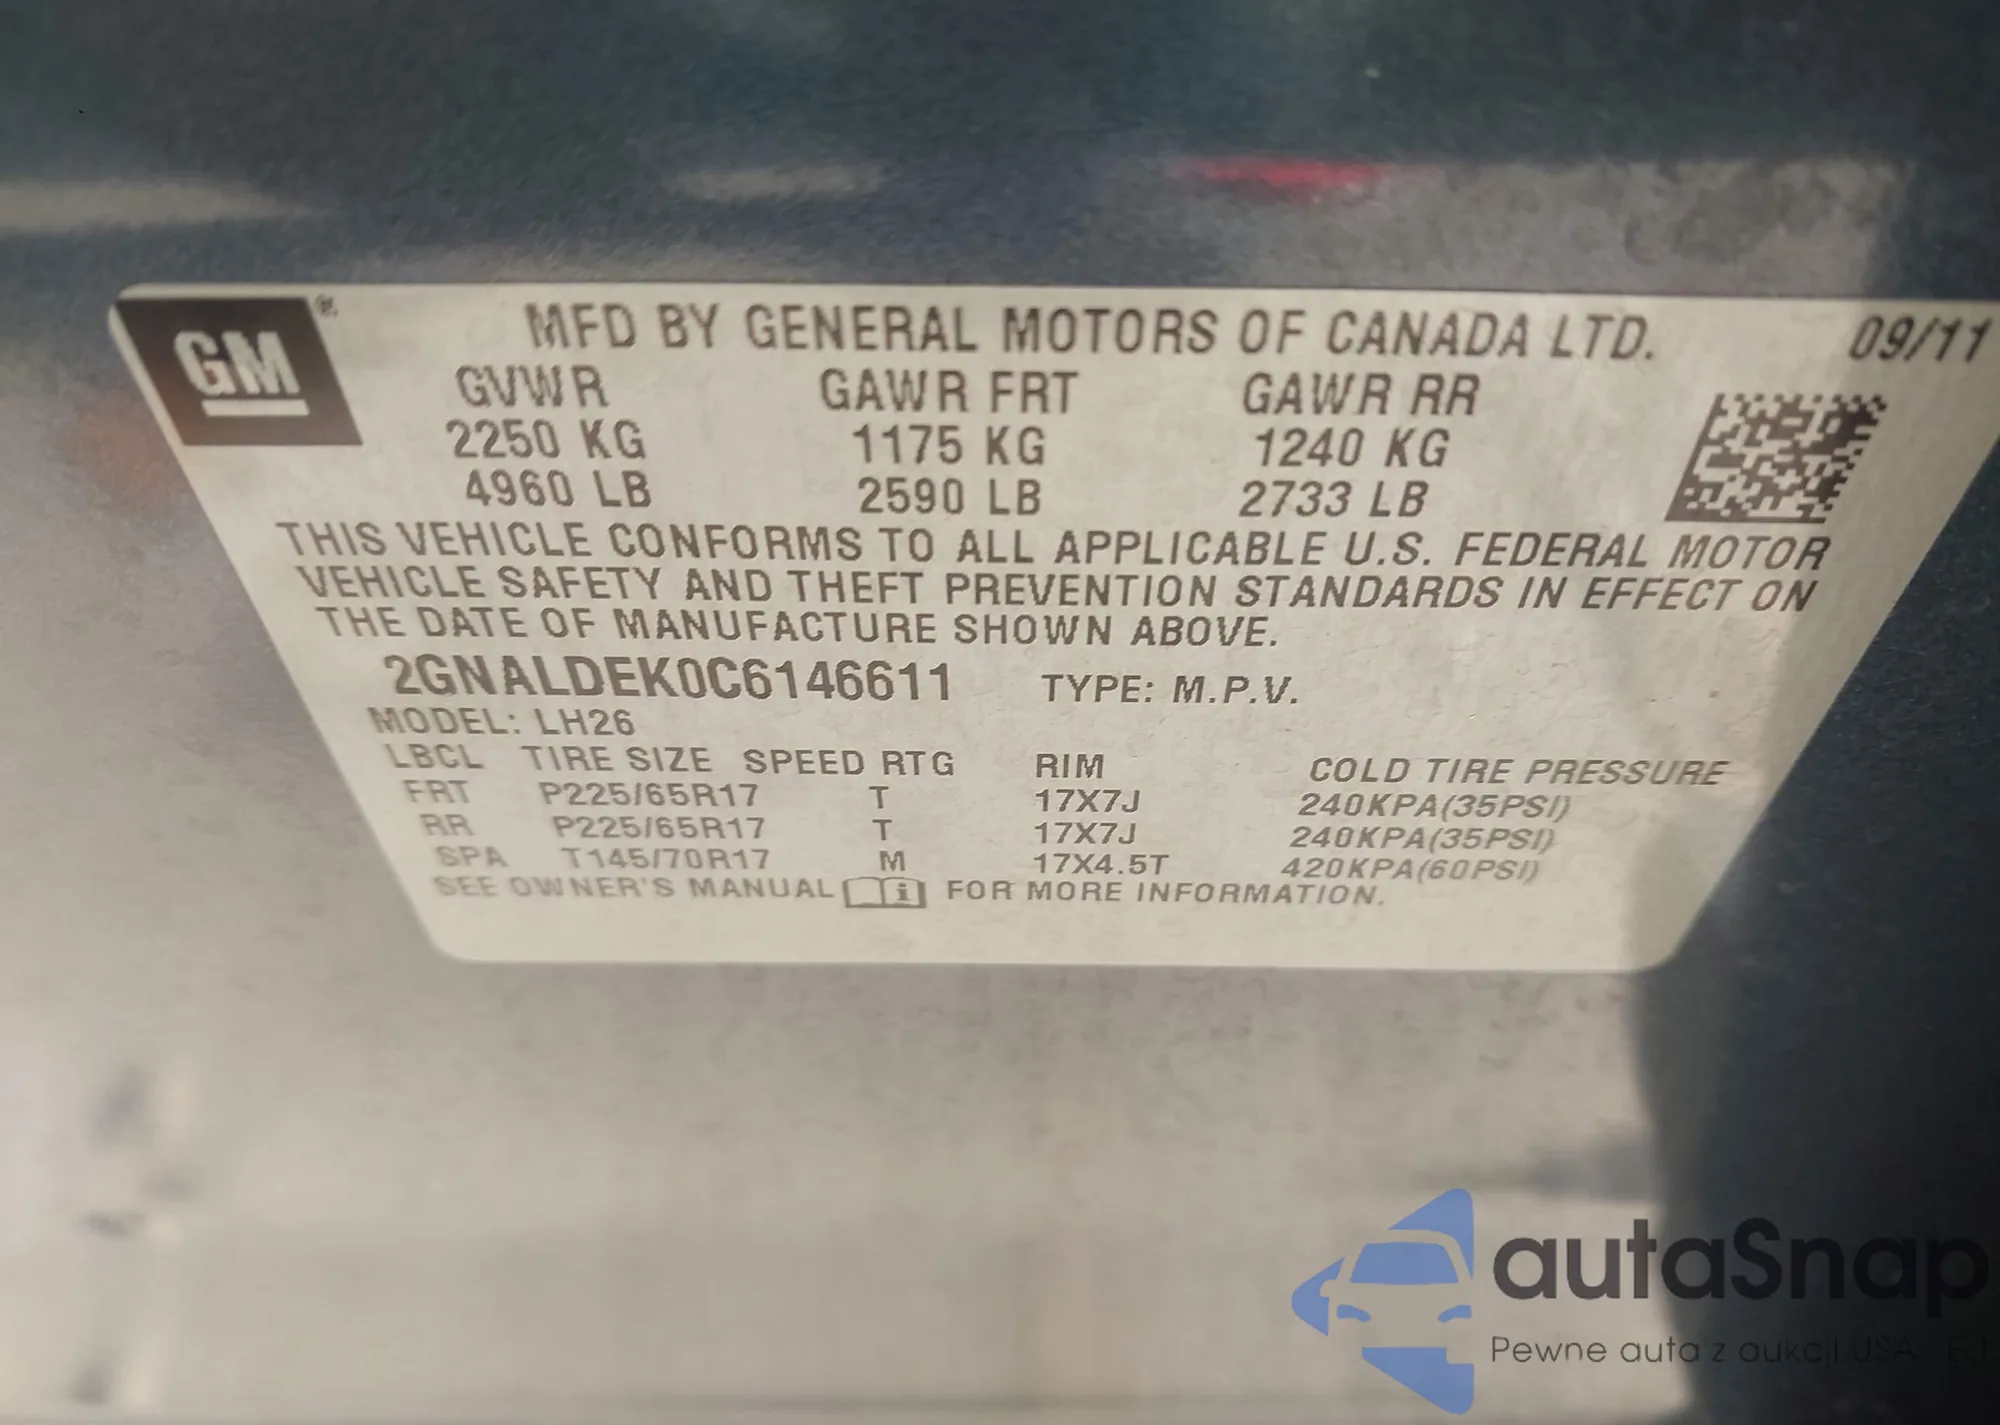 GM®
MFD BY GENERAL MOTORS OF CANADA LTD. 09/11
GVWR GAWR FRT GAWR RR
2250 KG 1175 KG 1240 KG
4960 LB 2590 LB 2733 LB
THIS VEHICLE CONFORMS TO ALL APPLICABLE U.S. FEDERAL MOTOR
VEHICLE SAFETY AND THEFT PREVENTION STANDARDS IN EFFECT ON
THE DATE OF MANUFACTURE SHOWN ABOVE.
2GNALDEK0C6146611 TYPE: M.P.V.
MODEL: LH26
LBCL TIRE SIZE SPEED RTG RIM COLD TIRE PRESSURE
FRT P225/65R17 T 17X7J 240KPA(35PSI)
RR P225/65R17 T 17X7J 240KPA(35PSI)
SPA T145/70R17 M 17X4.5T 420KPA(60PSI)
SEE OWNER'S MANUAL i FOR MORE INFORMATION.
autaSnap
Pewne auta z aukcji USA